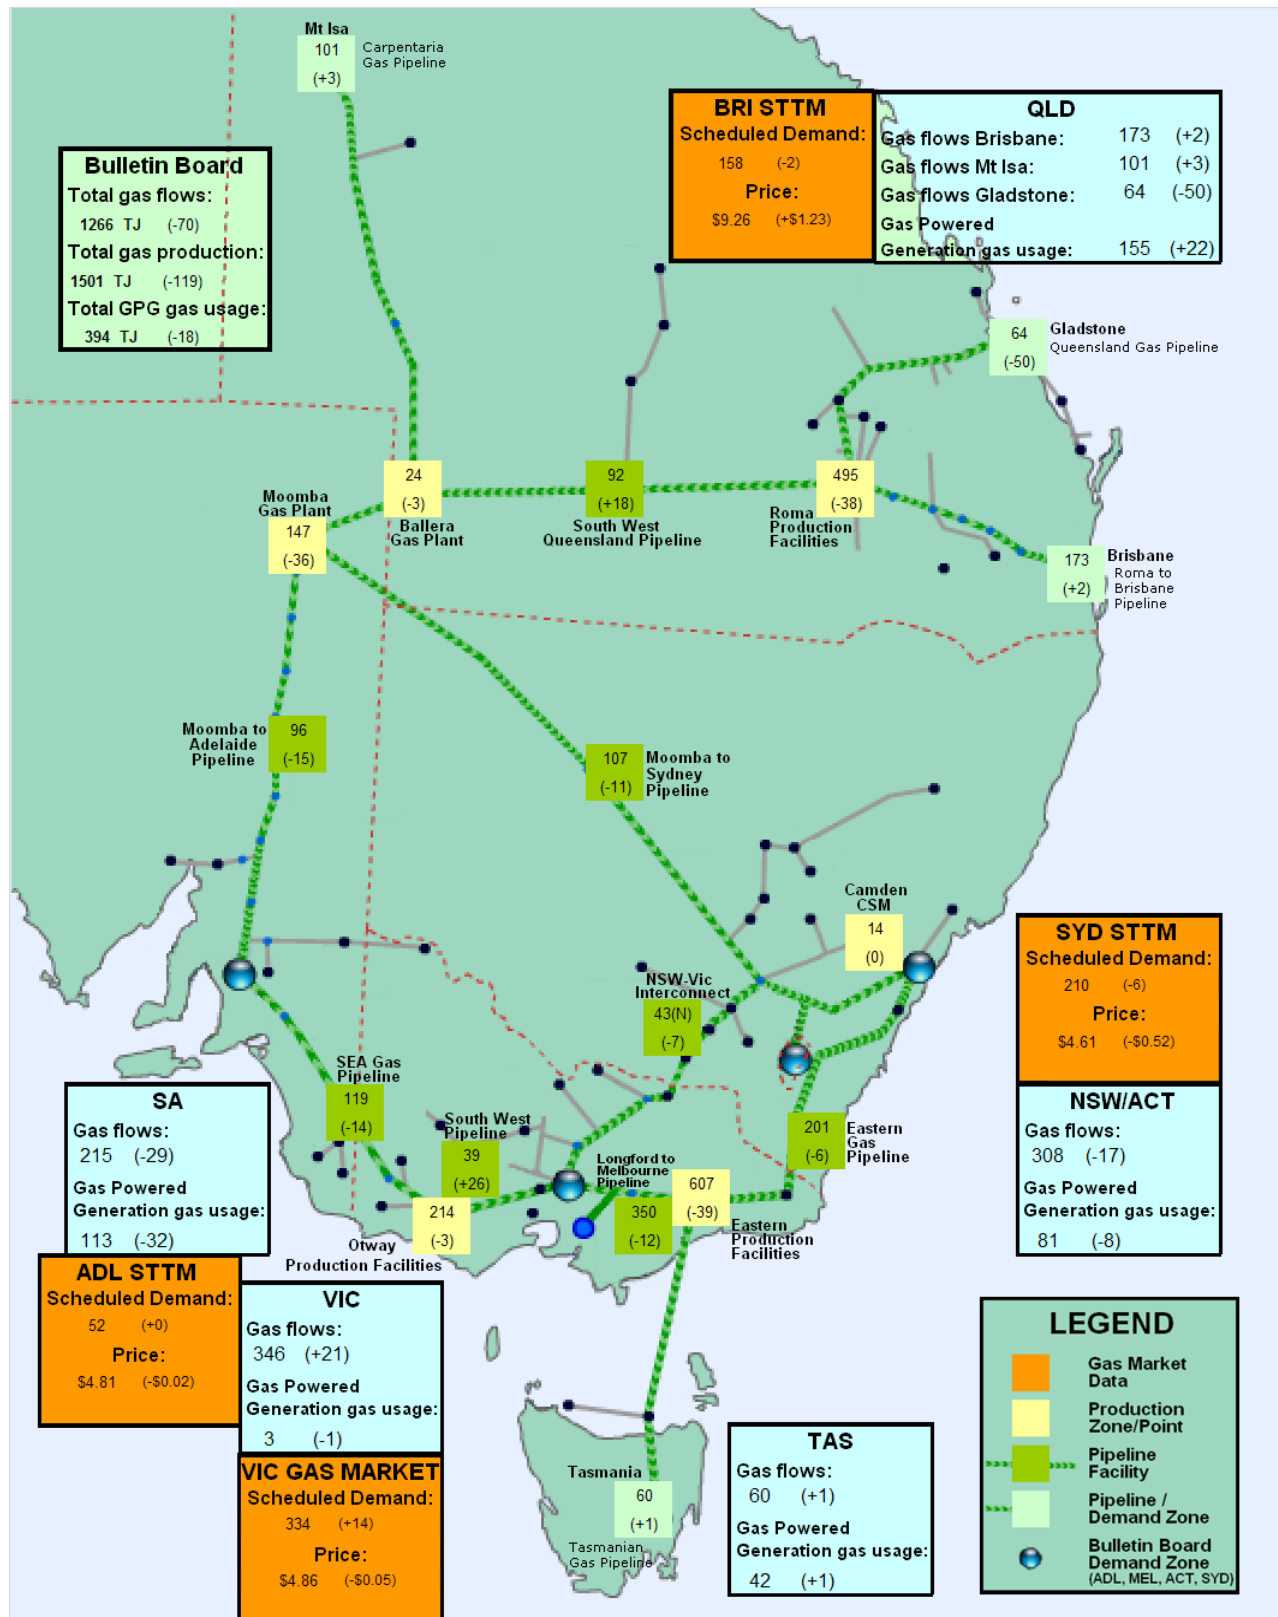 Mt Isa
101
(+3)
Carpentaria
Gas Pipeline
BRI STTM
Scheduled Demand:
158 (-2)
Price:
$9.26 (+$1.23)
QLD
Gas flows Brisbane: 173 (+2)
Gas flows Mt Isa: 101 (+3)
Gas flows Gladstone: 64 (-50)
Gas Powered
Generation gas usage: 155 (+22)
Bulletin Board
Total gas flows:
1266 TJ (-70)
Total gas production:
1501 TJ (-119)
Total GPG gas usage:
394 TJ (-18)
64
(-50)
Gladstone
Queensland Gas Pipeline
24
(-3)
Ballera
Gas Plant
92
(+18)
South West
Queensland Pipeline
495
(-38)
Roma
Production
Facilities
Moomba
Gas Plant
147
(-36)
173
(+2)
Brisbane
Roma to
Brisbane
Pipeline
Moomba to
Adelaide
Pipeline
96
(-15)
107
(-11)
Moomba to
Sydney
Pipeline
Camden
CSM
14
(0)
NSW-Vic
Interconnect
43(N)
(-7)
SYD STTM
Scheduled Demand:
210 (-6)
Price:
$4.61 (-$0.52)
NSW/ACT
Gas flows:
308 (-17)
Gas Powered
Generation gas usage:
81 (-8)
SEA Gas
Pipeline
119
(-14)
South West
Pipeline
39
(+26)
Longford to
Melbourne
Pipeline
350
(-12)
607
(-39)
Eastern
Production
Facilities
201
(-6)
Eastern
Gas
Pipeline
214
(-3)
Otway
Production Facilities
SA
Gas flows:
215 (-29)
Gas Powered
Generation gas usage:
113 (-32)
ADL STTM
Scheduled Demand:
52 (+0)
Price:
$4.81 (-$0.02)
VIC
Gas flows:
346 (+21)
Gas Powered
Generation gas usage:
3 (-1)
VIC GAS MARKET
Scheduled Demand:
334 (+14)
Price:
$4.86 (-$0.05)
Tasmania
60
(+1)
Tasmanian
Gas Pipeline
TAS
Gas flows:
60 (+1)
Gas Powered
Generation gas usage:
42 (+1)
LEGEND
Gas Market
Data
Production
Zone/Point
Pipeline
Facility
Pipeline /
Demand Zone
Bulletin Board
Demand Zone
(ADL, MEL, ACT, SYD)